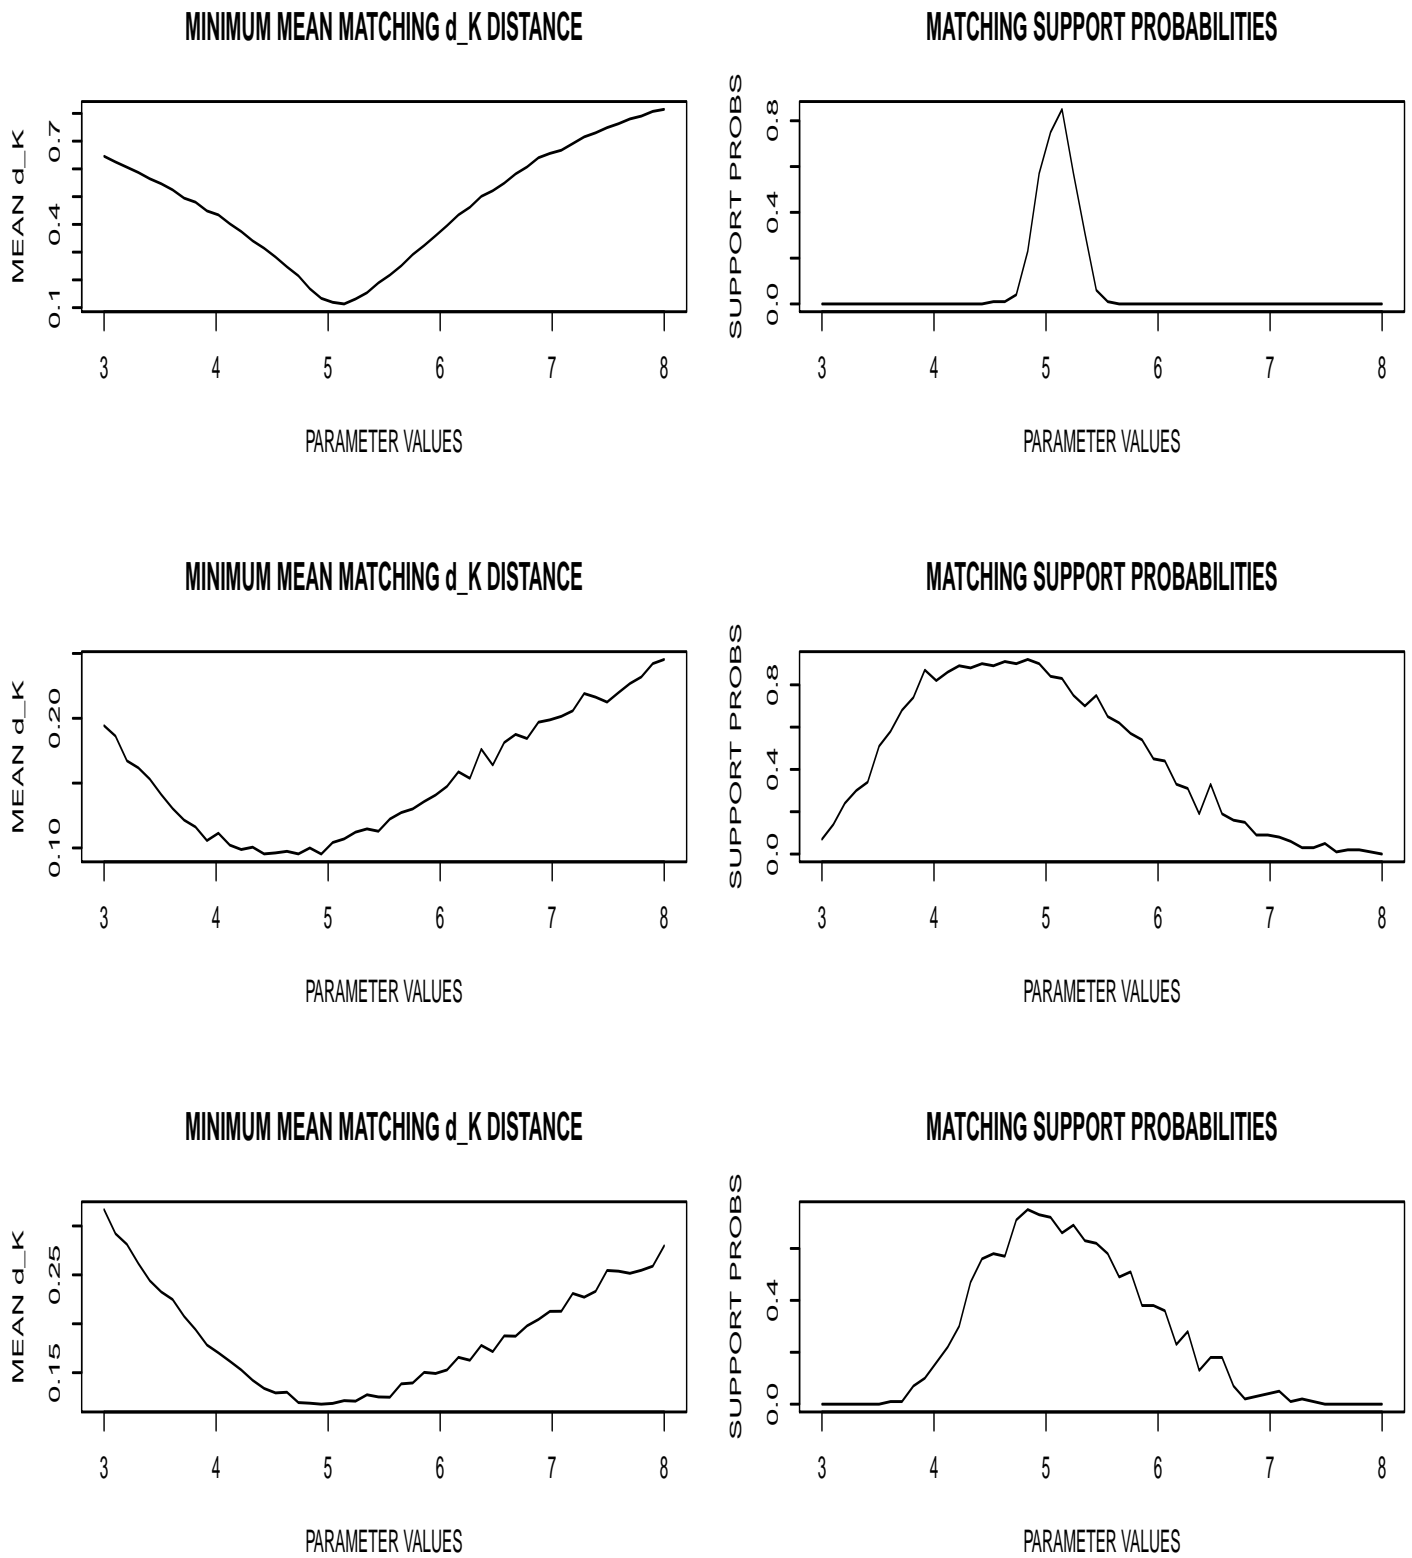 MINIMUM MEAN MATCHING d_K DISTANCE
MEAN d_K
0.1 0.4 0.7
3 4 5 6 7 8
PARAMETER VALUES
MATCHING SUPPORT PROBABILITIES
SUPPORT PROBS
0.0 0.4 0.8
3 4 5 6 7 8
PARAMETER VALUES
MINIMUM MEAN MATCHING d_K DISTANCE
MEAN d_K
0.10 0.20
3 4 5 6 7 8
PARAMETER VALUES
MATCHING SUPPORT PROBABILITIES
SUPPORT PROBS
0.0 0.4 0.8
3 4 5 6 7 8
PARAMETER VALUES
MINIMUM MEAN MATCHING d_K DISTANCE
MEAN d_K
0.15 0.25
3 4 5 6 7 8
PARAMETER VALUES
MATCHING SUPPORT PROBABILITIES
SUPPORT PROBS
0.0 0.4
3 4 5 6 7 8
PARAMETER VALUES